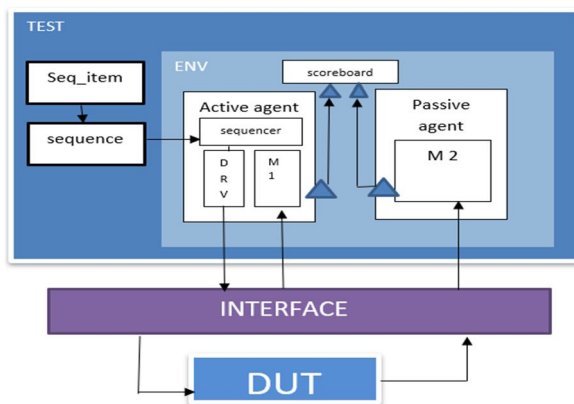 TEST
ENV
Seq_item
sequence
scoreboard
Active agent
sequencer
D
R
V
M
1
Passive
agent
M 2
INTERFACE
DUT